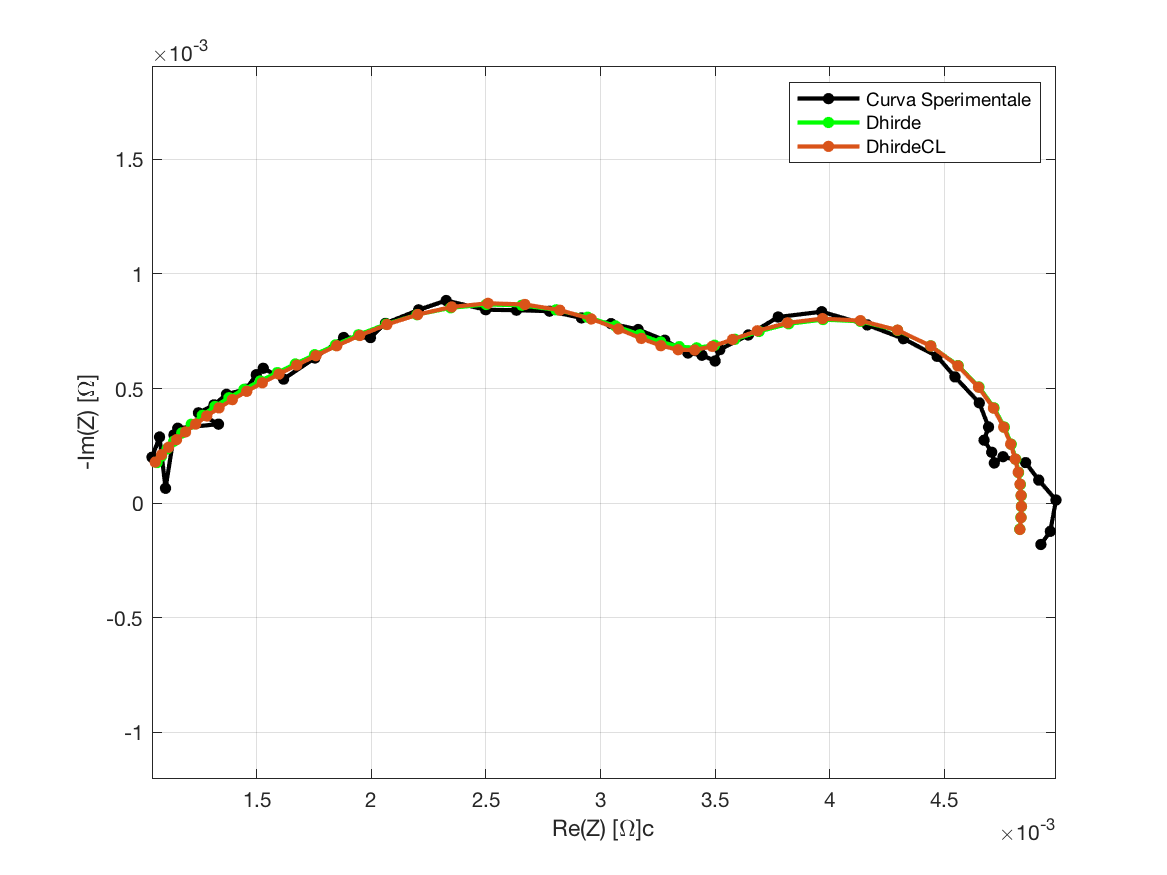 ×10-3
Curva Sperimentale
Dhirde
DhirdeCL
1.5
1
0.5
0
-0.5
-1
-Im(Z) [Ω]
1.5 2 2.5 3 3.5 4 4.5
Re(Z) [Ω]c
×10-3